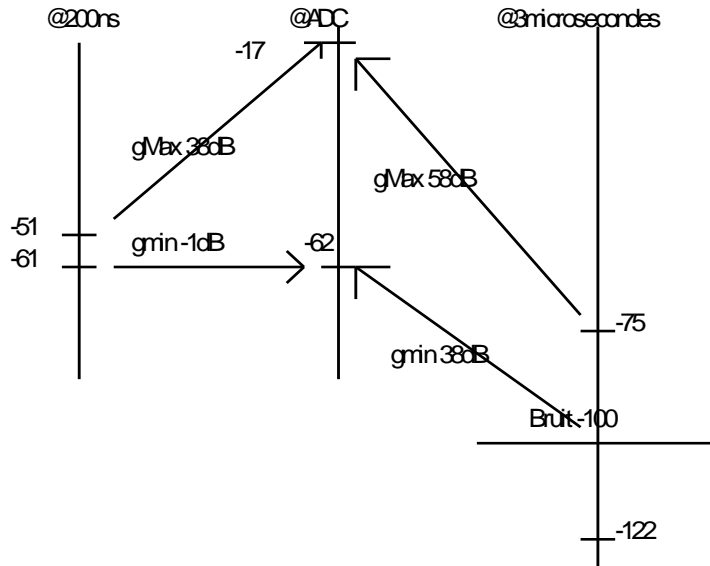 @200ns @ADC @3microsecondes
-17
gMax 38dB
gMax 58dB
-51
gmin -1dB -62
-61
-75
gmin 38dB
Bruit -100
-122